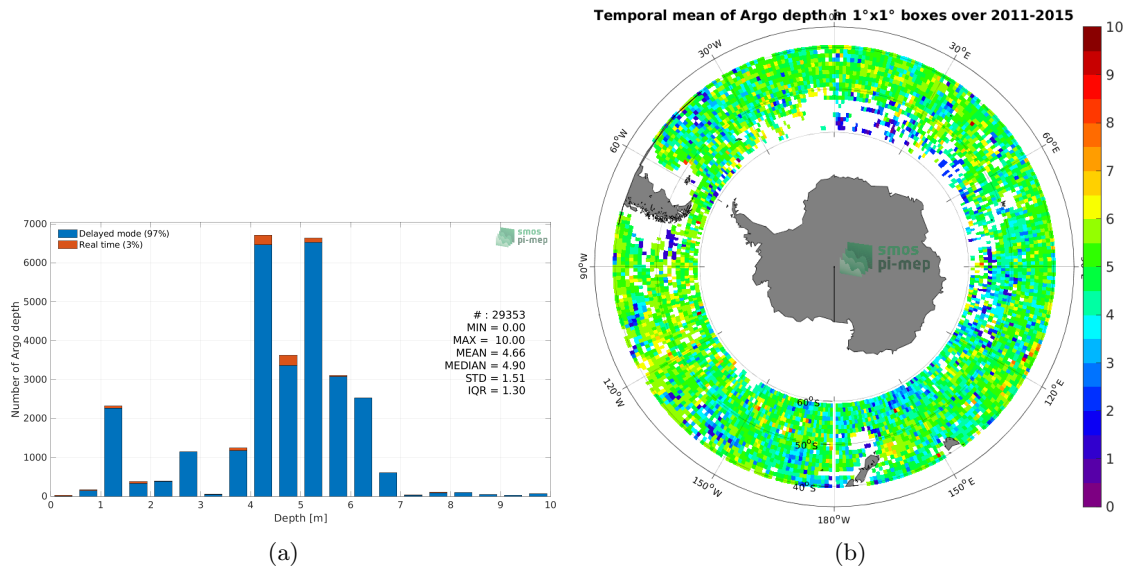 Temporal mean of Argo depth in 1°x1° boxes over 2011-2015
Delayed mode (97%)
Real time (3%)
smos
pi-mep
# : 29353
MIN = 0.00
MAX = 10.00
MEAN = 4.66
MEDIAN = 4.90
STD = 1.51
IQR = 1.30
Number of Argo depth
7000
6000
5000
4000
3000
2000
1000
0
0
1
2
3
4
5
6
7
8
9
10
Depth [m]
(a)
30°W
30°E
60°W
60°E
90°W
120°W
120°E
150°W
150°E
180°W
60°S
50°S
40°S
smos
pi-mep
10
9
8
7
6
5
4
3
2
1
0
(b)